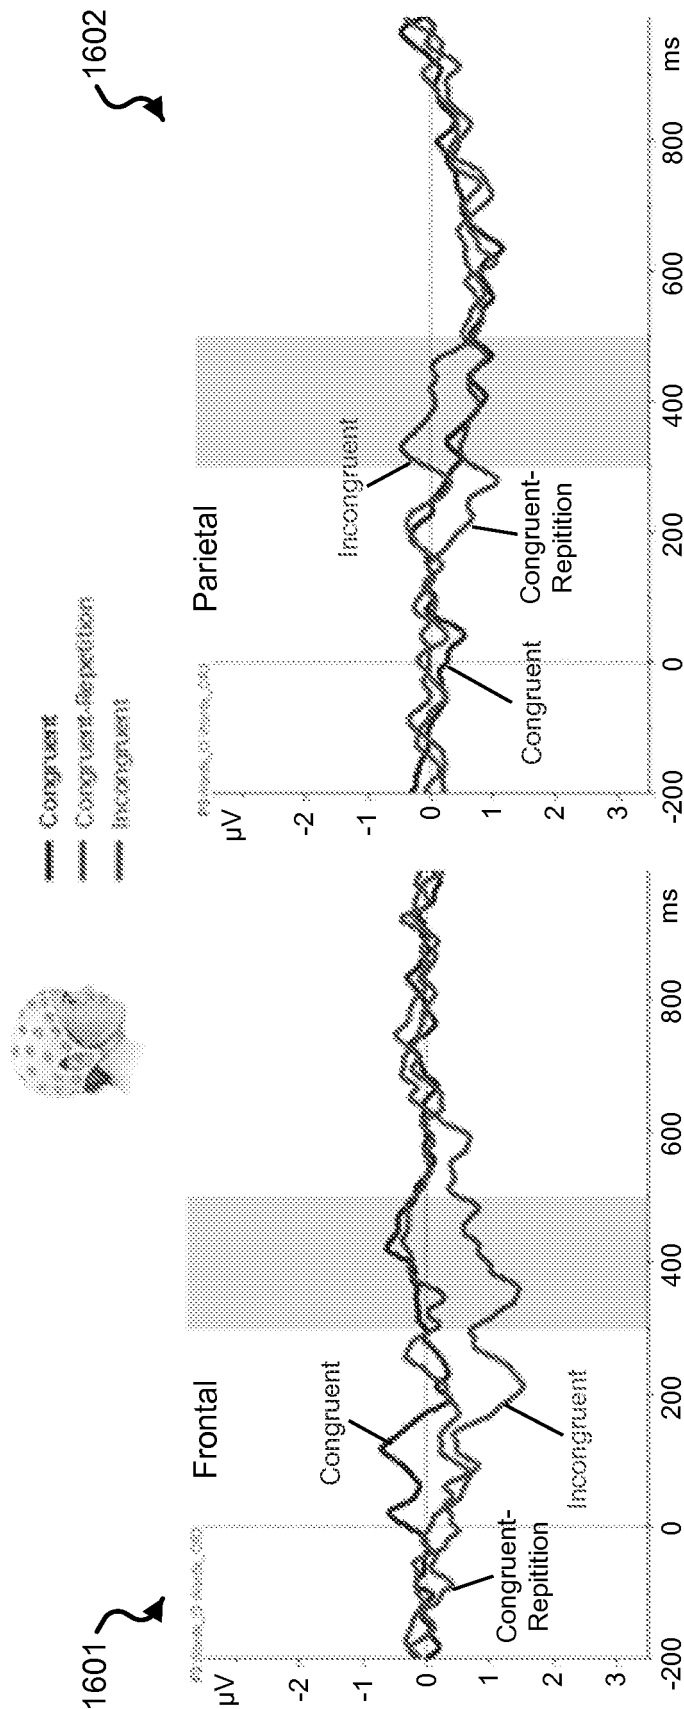 Congruent
Congruent-Repetition
Incongruent
1601
Frontal
µV
-2
-1
0
1
2
3
-200
0
200
400
600
800
ms
Congruent
Congruent-
Repitition
Incongruent
1602
Parietal
µV
-2
-1
0
1
2
3
-200
0
200
400
600
800
ms
Incongruent
Congruent
Congruent-
Repitition